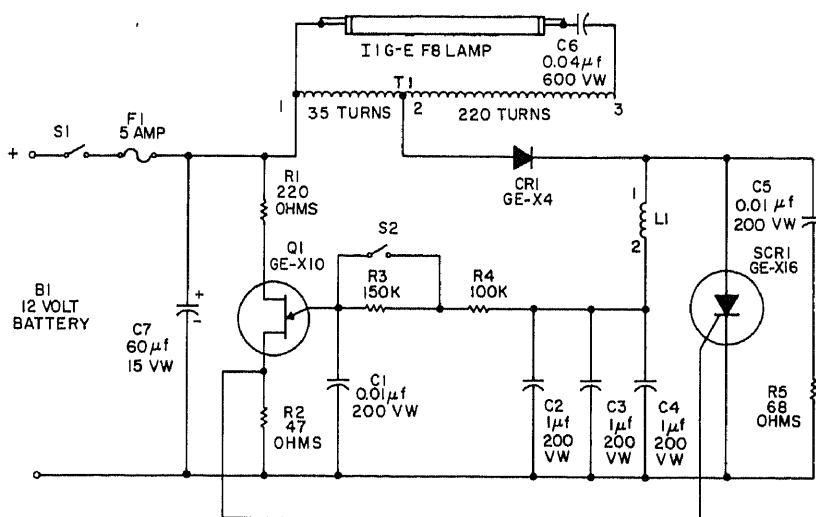 I1 G-E F8 LAMP
C6
0.04µf
600 VW
T1
1
35 TURNS
2
220 TURNS
3
S1
F1
5 AMP
+
R1
220
OHMS
CR1
GE-X4
1
L1
2
C5
0.01 µf
200 VW
SCR1
GE-X16
S2
Q1
GE-X10
R3
150K
R4
100K
B1
12 VOLT
BATTERY
+
-
C7
60µf
15 VW
C1
0.01µf
200 VW
R2
47
OHMS
C2
1µf
200
VW
C3
1µf
200
VW
C4
1µf
200
VW
R5
68
OHMS